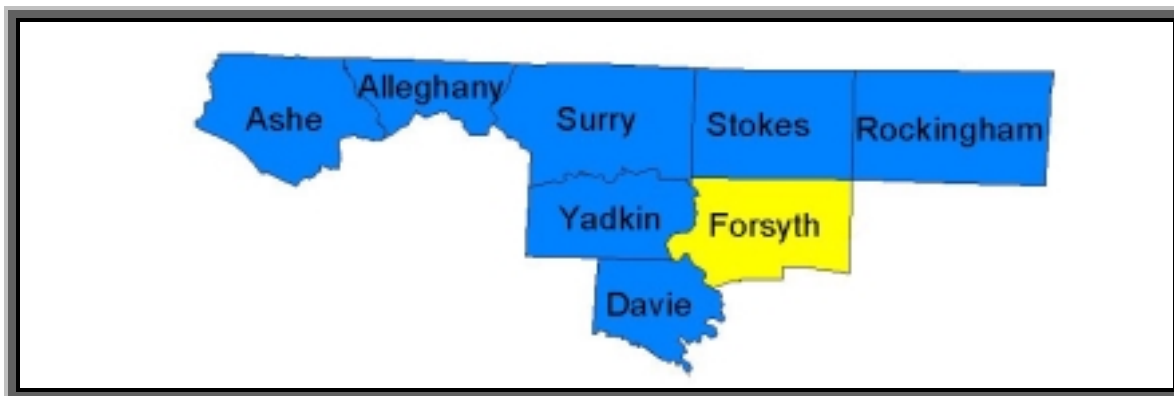 Alleghany
Ashe
Surry
Stokes
Rockingham
Yadkin
Forsyth
Davie